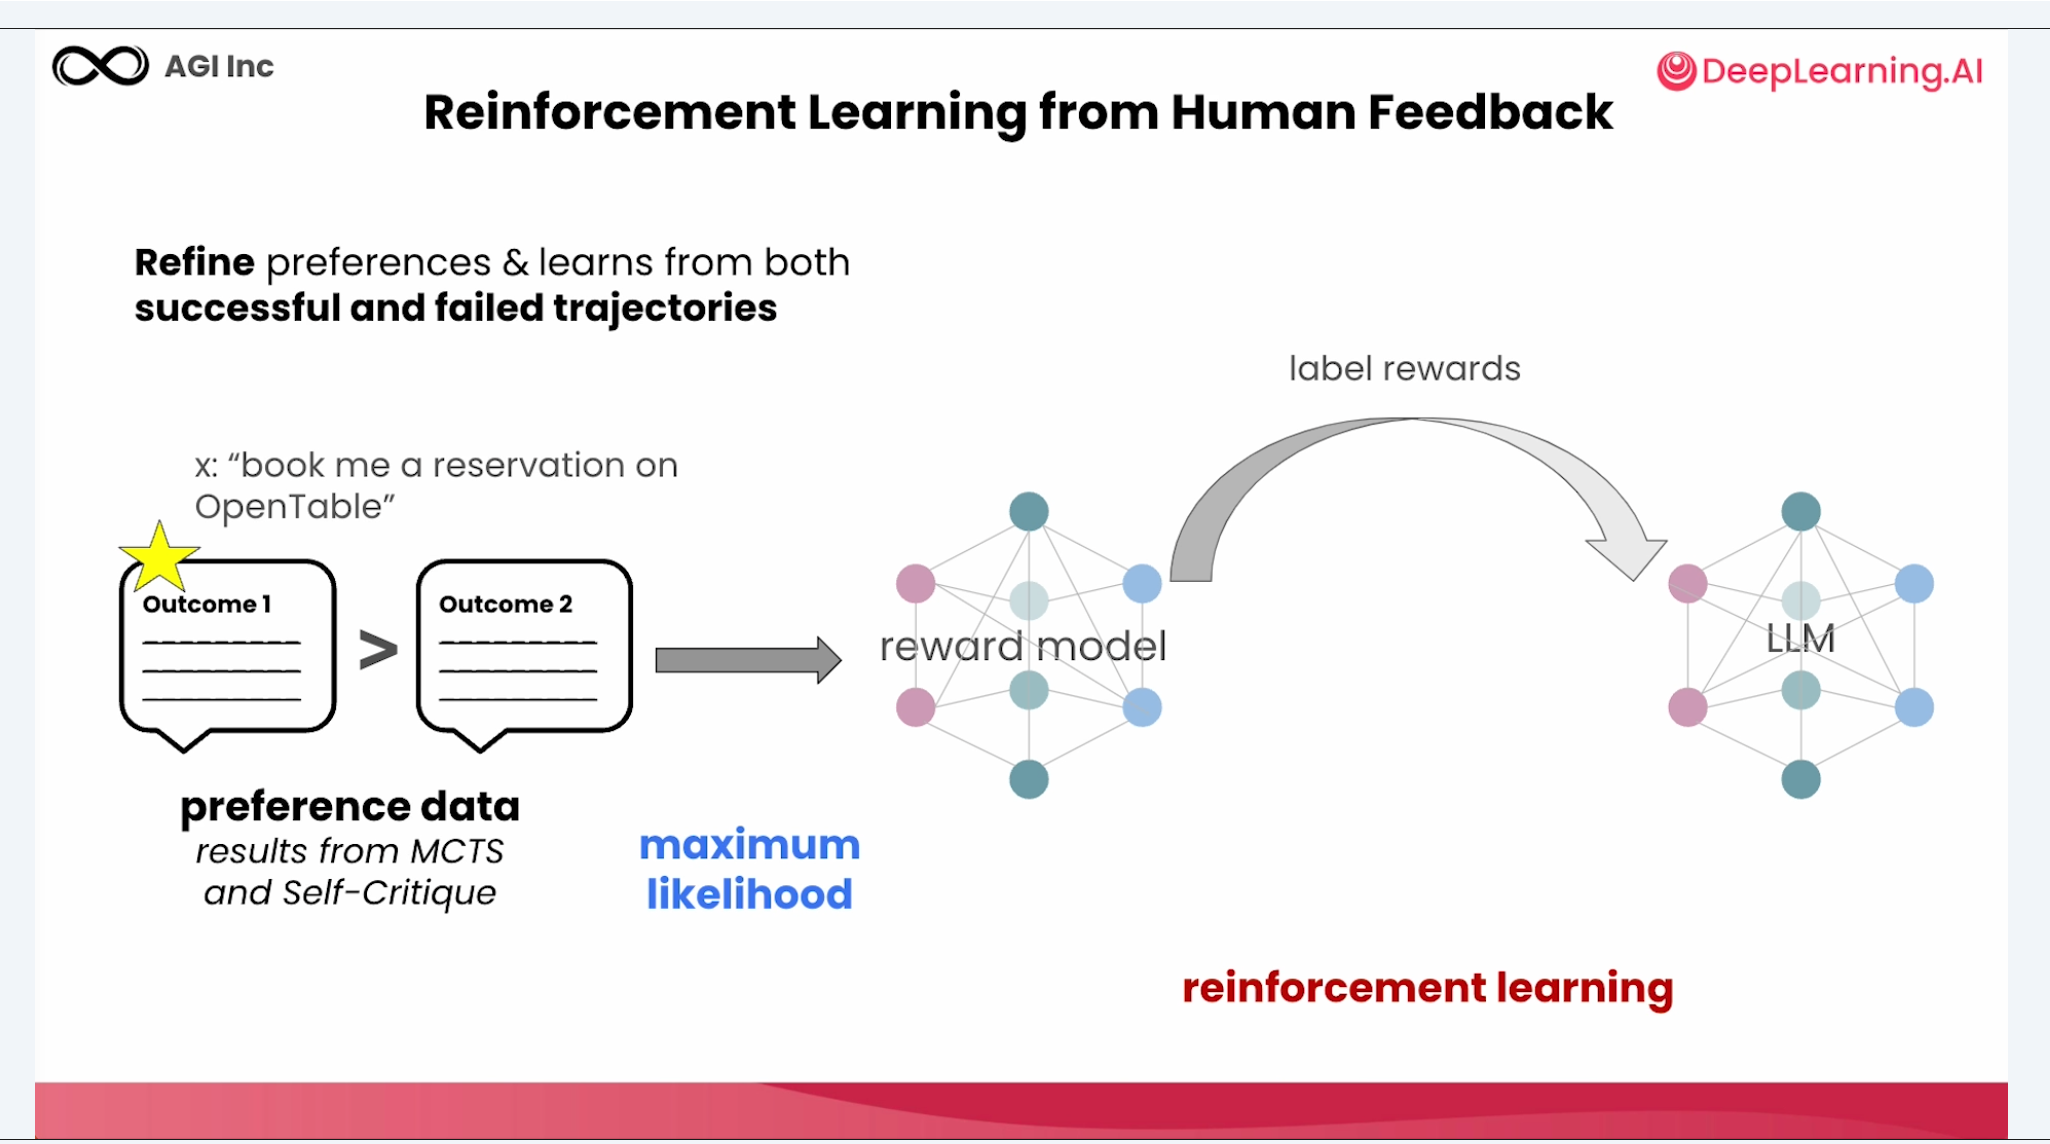 AGI Inc
DeepLearning.AI
Reinforcement Learning from Human Feedback
Refine preferences & learns from both
successful and failed trajectories
label rewards
x: “book me a reservation on
OpenTable”
Outcome 1
>
Outcome 2
reward model
LLM
preference data
results from MCTS
and Self-Critique
maximum
likelihood
reinforcement learning